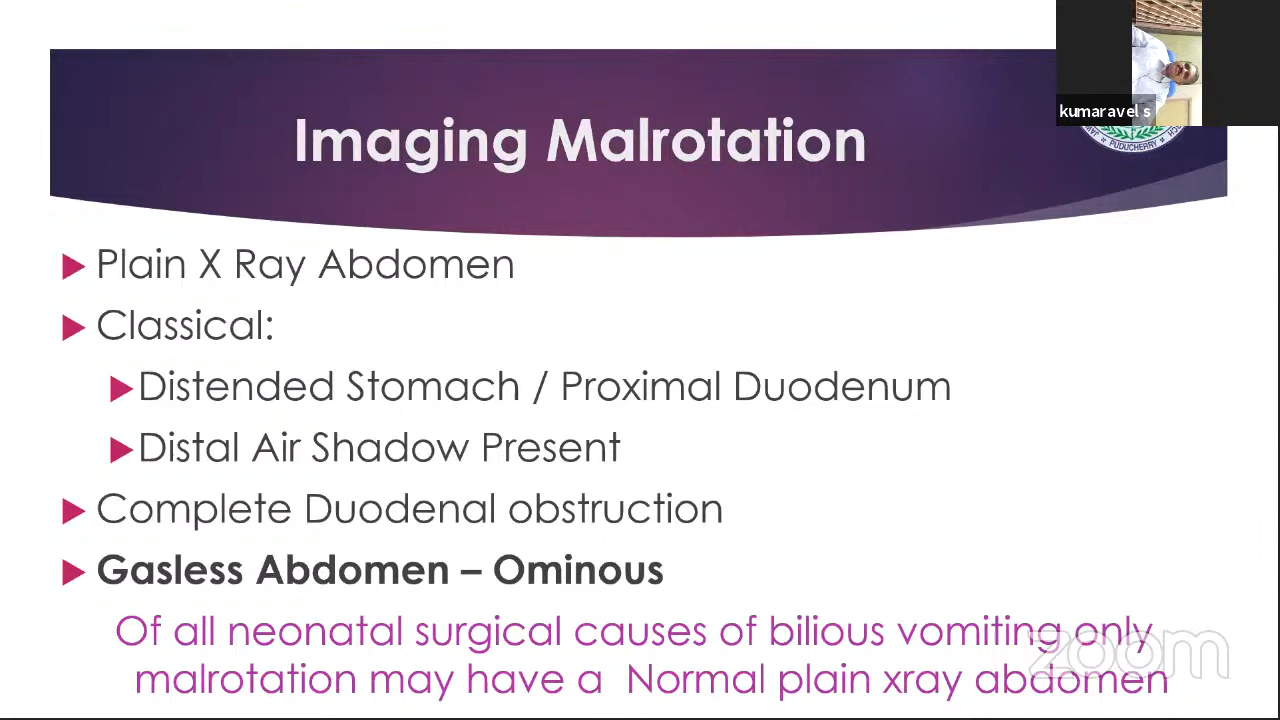 kumaravel s
PUDUCHERRY
Imaging Malrotation
Plain X Ray Abdomen
Classical:
Distended Stomach / Proximal Duodenum
Distal Air Shadow Present
Complete Duodenal obstruction
Gasless Abdomen – Ominous
Of all neonatal surgical causes of bilious vomiting only
malrotation may have a Normal plain xray abdomen
zoom